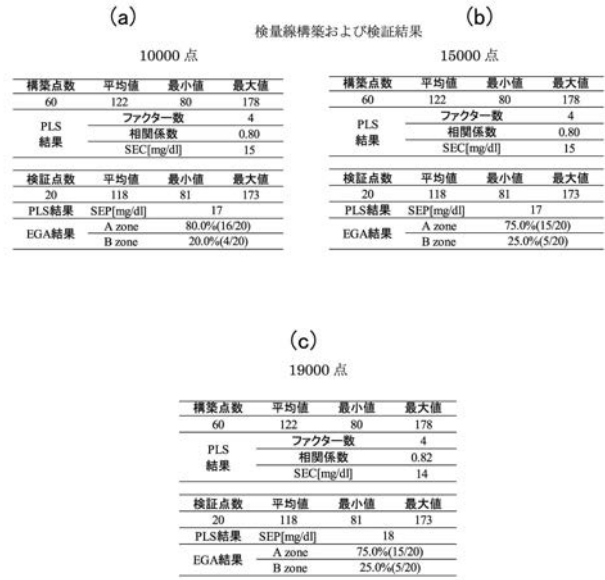 (a)
(b)
検量線構築および検証結果
10000 点
構築点数 平均値 最小値 最大値
60 122 80 178
PLS 結果 ファクター数 4
相関係数 0.80
SEC[mg/dl] 15
検証点数 平均値 最小値 最大値
20 118 81 173
PLS結果 SEP[mg/dl] 17
EGA結果 A zone 80.0%(16/20)
B zone 20.0%(4/20)
15000 点
構築点数 平均値 最小値 最大値
60 122 80 178
PLS 結果 ファクター数 4
相関係数 0.80
SEC[mg/dl] 15
検証点数 平均値 最小値 最大値
20 118 81 173
PLS結果 SEP[mg/dl] 17
EGA結果 A zone 75.0%(15/20)
B zone 25.0%(5/20)
(c)
19000 点
構築点数 平均値 最小値 最大値
60 122 80 178
PLS 結果 ファクター数 4
相関係数 0.82
SEC[mg/dl] 14
検証点数 平均値 最小値 最大値
20 118 81 173
PLS結果 SEP[mg/dl] 18
EGA結果 A zone 75.0%(15/20)
B zone 25.0%(5/20)